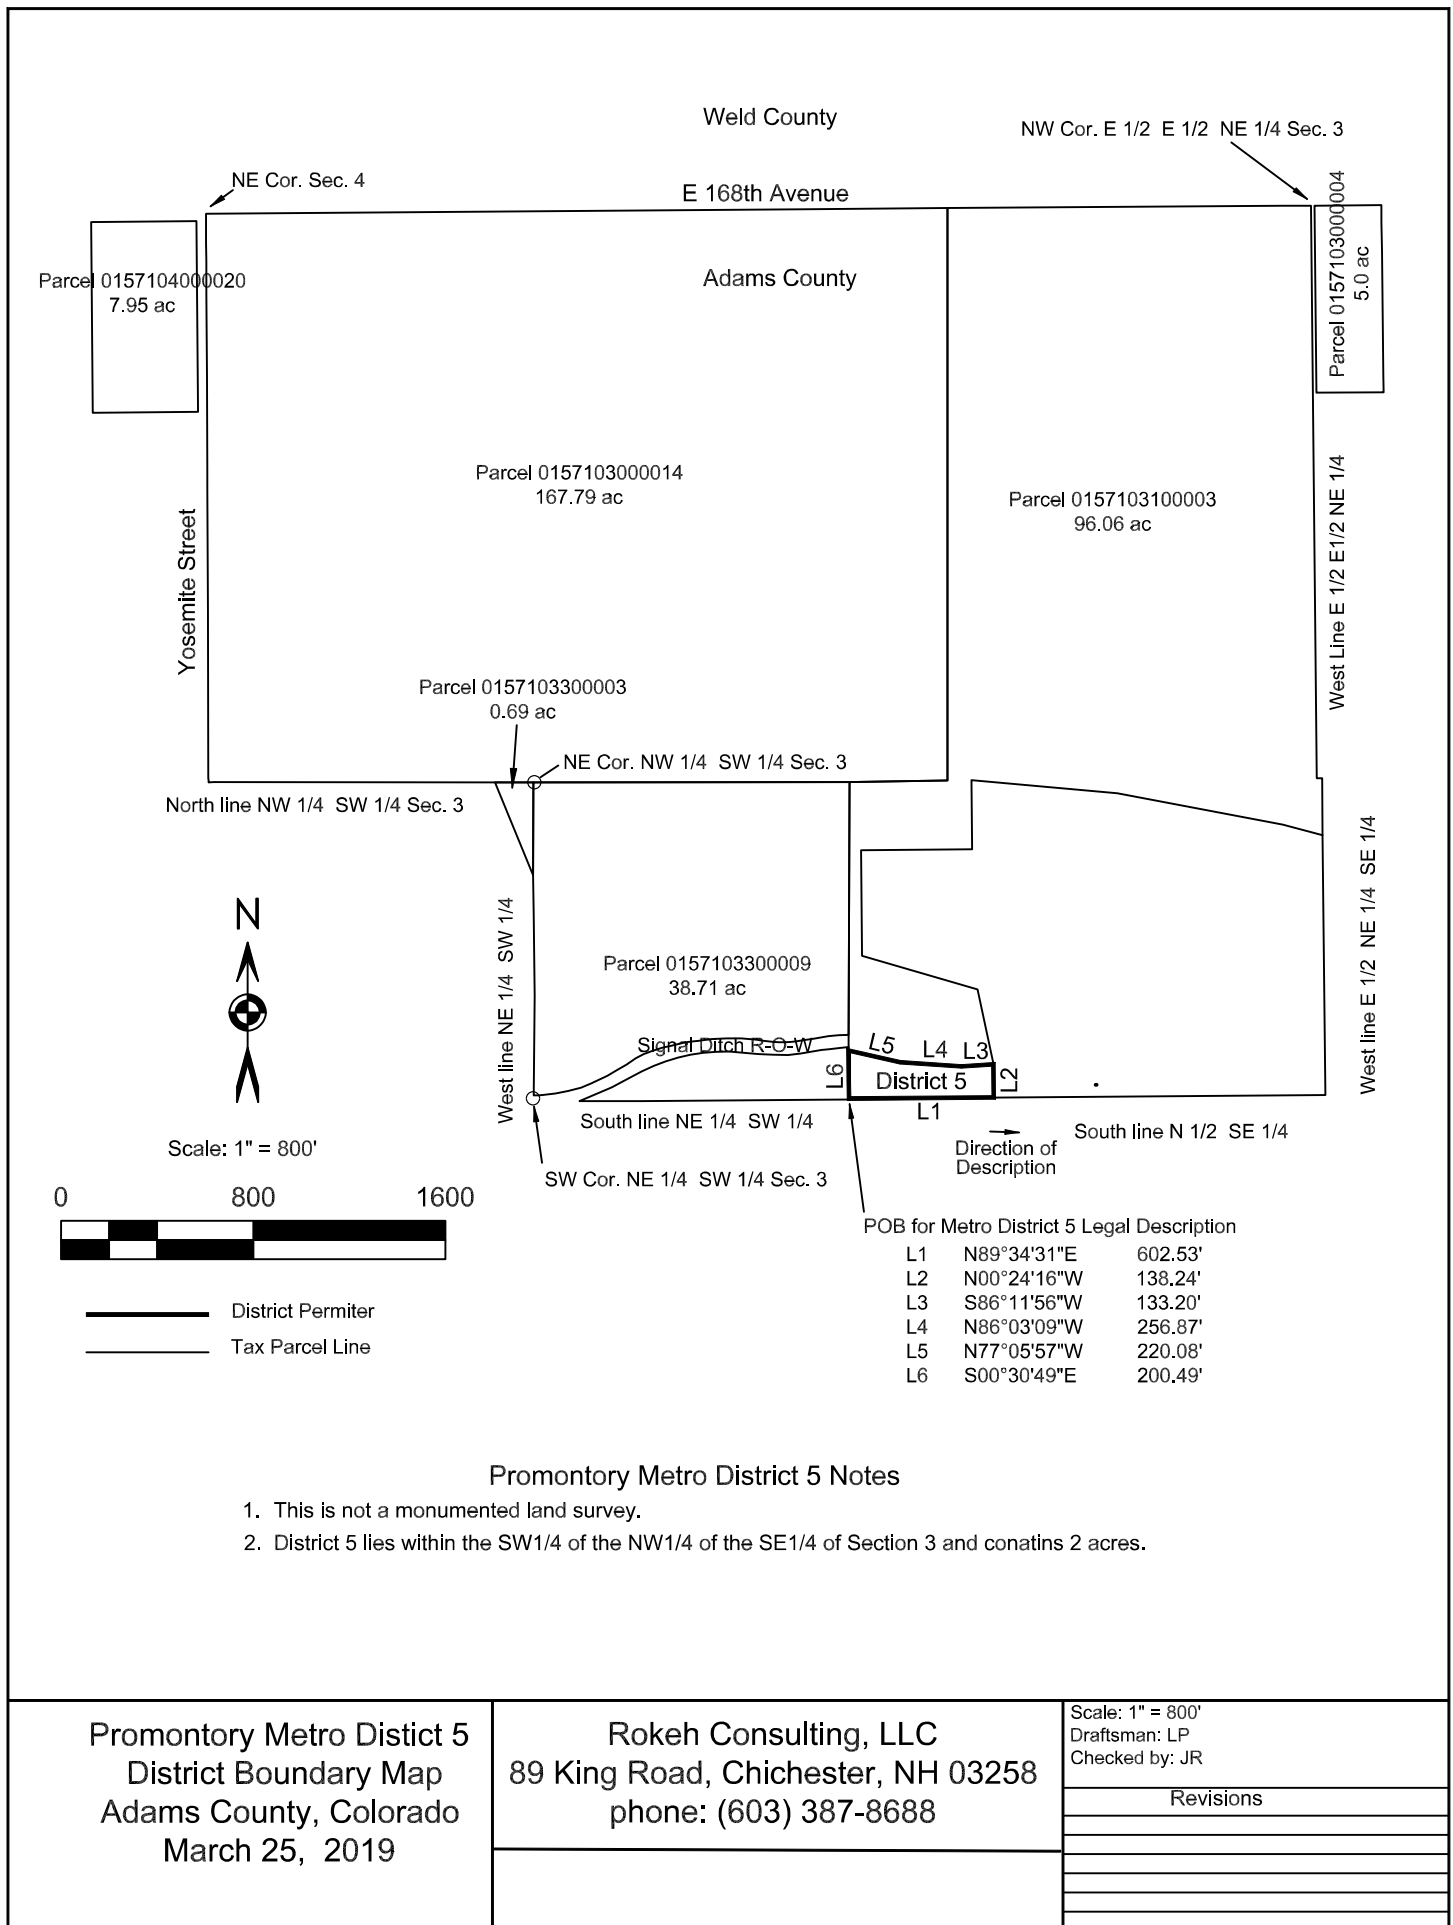 Weld County
NW Cor. E 1/2 E 1/2 NE 1/4 Sec. 3
NE Cor. Sec. 4
E 168th Avenue
Parcel 0157103000004
5.0 ac
Parcel 0157104000020
7.95 ac
Adams County
Parcel 0157103000014
167.79 ac
Parcel 0157103100003
96.06 ac
Yosemite Street
West Line E 1/2 E1/2 NE 1/4
Parcel 0157103300003
0.69 ac
NE Cor. NW 1/4 SW 1/4 Sec. 3
North line NW 1/4 SW 1/4 Sec. 3
N
West line NE 1/4 SW 1/4
West line E 1/2 NE 1/4 SE 1/4
Parcel 0157103300009
38.71 ac
Signal Ditch R-O-W
L5
L4
L3
L6
District 5
L2
L1
South line NE 1/4 SW 1/4
South line N 1/2 SE 1/4
Direction of
Description
Scale: 1" = 800'
SW Cor. NE 1/4 SW 1/4 Sec. 3
0 800 1600
POB for Metro District 5 Legal Description
L1 N89°34'31"E 602.53'
L2 N00°24'16"W 138.24'
L3 S86°11'56"W 133.20'
L4 N86°03'09"W 256.87'
L5 N77°05'57"W 220.08'
L6 S00°30'49"E 200.49'
District Permiter
Tax Parcel Line
Promontory Metro District 5 Notes
1. This is not a monumented land survey.
2. District 5 lies within the SW1/4 of the NW1/4 of the SE1/4 of Section 3 and conatins 2 acres.
Promontory Metro Distict 5
District Boundary Map
Adams County, Colorado
March 25, 2019
Rokeh Consulting, LLC
89 King Road, Chichester, NH 03258
phone: (603) 387-8688
Scale: 1" = 800'
Draftsman: LP
Checked by: JR
Revisions